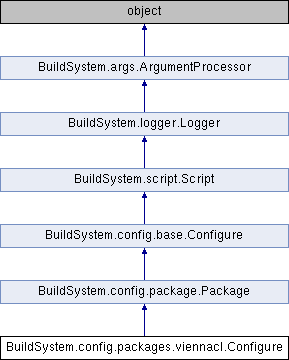 object
BuildSystem.args.ArgumentProcessor
BuildSystem.logger.Logger
BuildSystem.script.Script
BuildSystem.config.base.Configure
BuildSystem.config.package.Package
BuildSystem.config.packages.viennacl.Configure